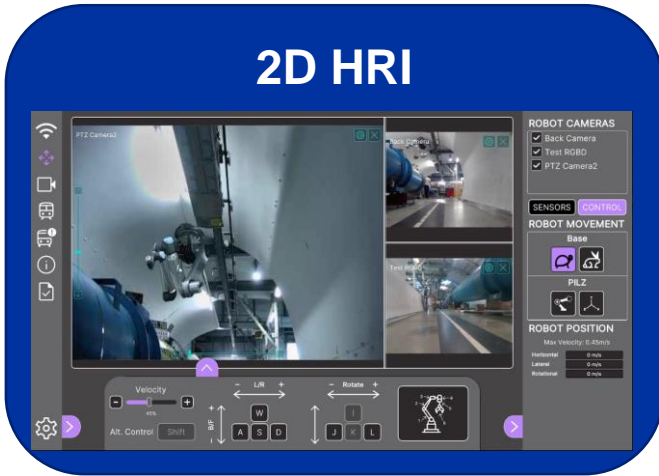 2D HRI
PTZ Camera2
Back Camera
Test RGBD
ROBOT CAMERAS
Back Camera
Test RGBD
PTZ Camera2
SENSORS CONTROL
ROBOT MOVEMENT
Base
PILZ
ROBOT POSITION
Max Velocity: 0.45m/s
Horizontal 0 m/s
Lateral 0 m/s
Rotational 0 m/s
Velocity
- +
45%
Alt. Control Shift
- L/R +
+ B/F -
W
A S D
- Rotate +
I
J K L